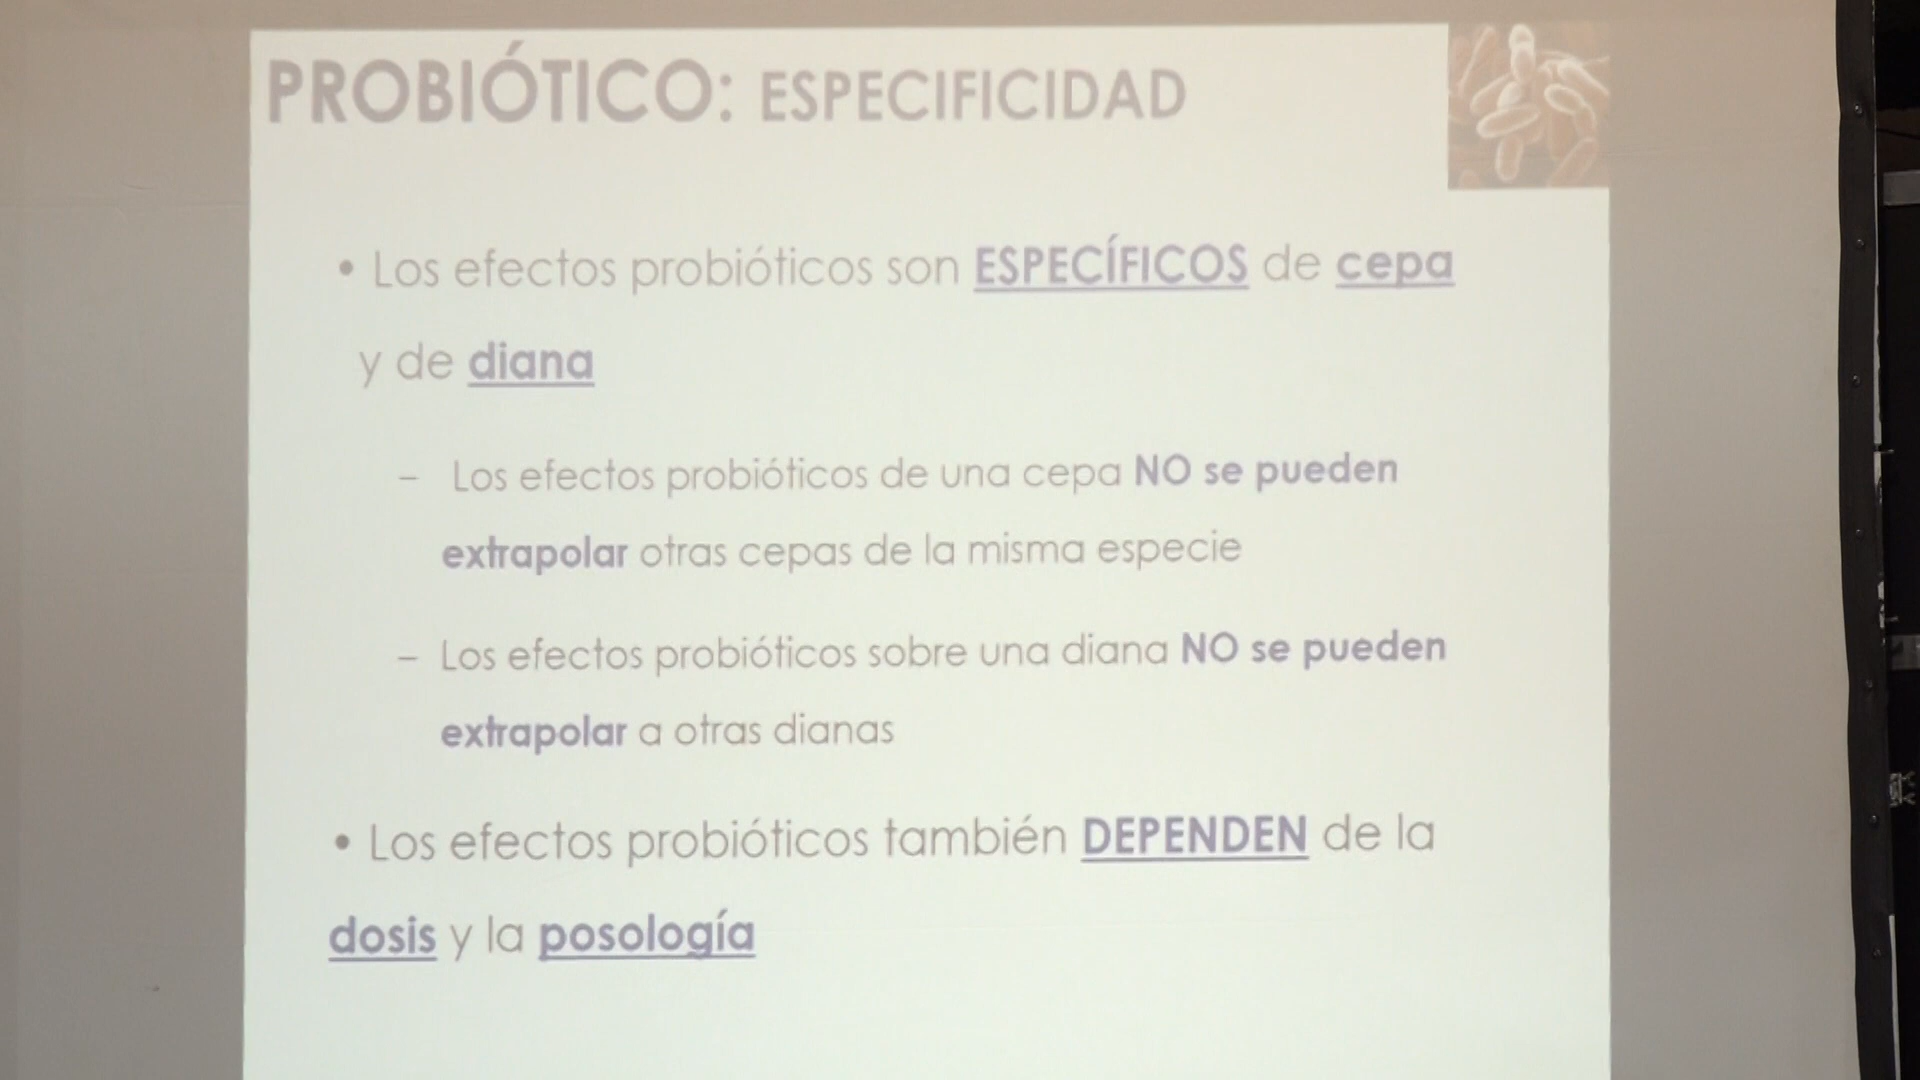 PROBIÓTICO: ESPECIFICIDAD
• Los efectos probióticos son ESPECÍFICOS de cepa
y de diana
– Los efectos probióticos de una cepa NO se pueden
extrapolar otras cepas de la misma especie
– Los efectos probióticos sobre una diana NO se pueden
extrapolar a otras dianas
• Los efectos probióticos también DEPENDEN de la
dosis y la posología